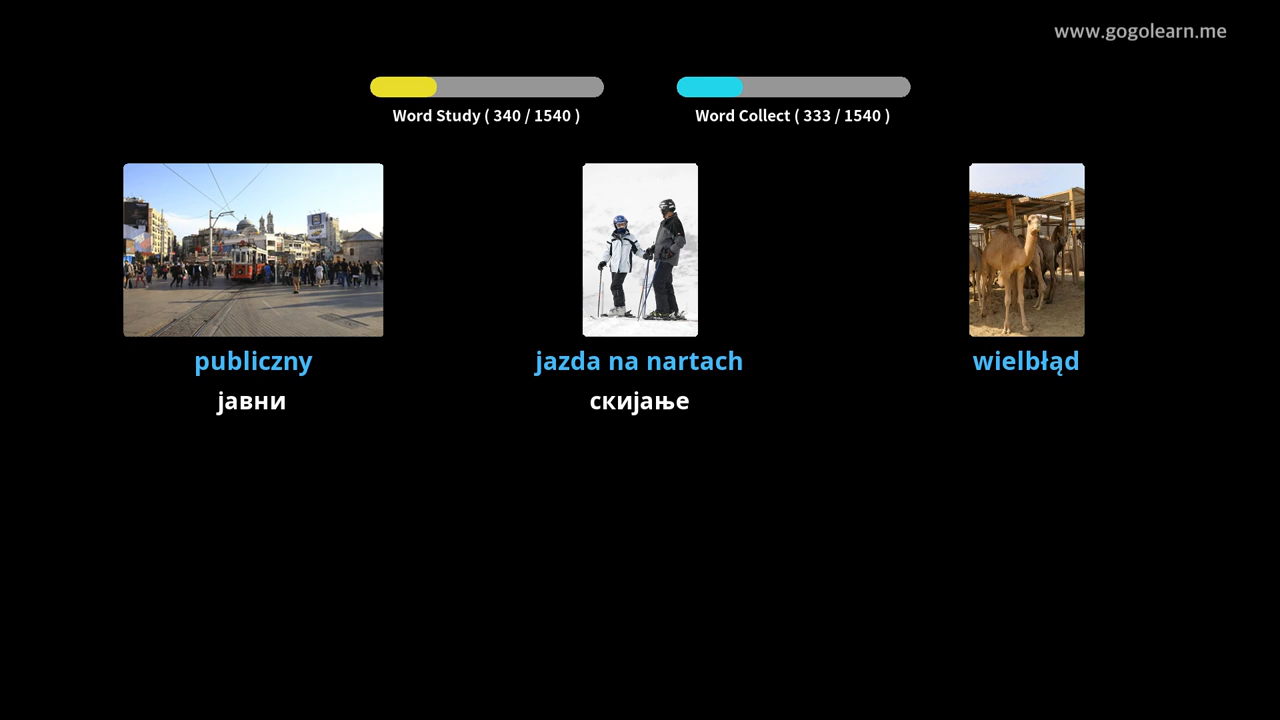 www.gogolearn.me
Word Study ( 340 / 1540 )
Word Collect ( 333 / 1540 )
publiczny
јавни
jazda na nartach
скијање
wielbłąd